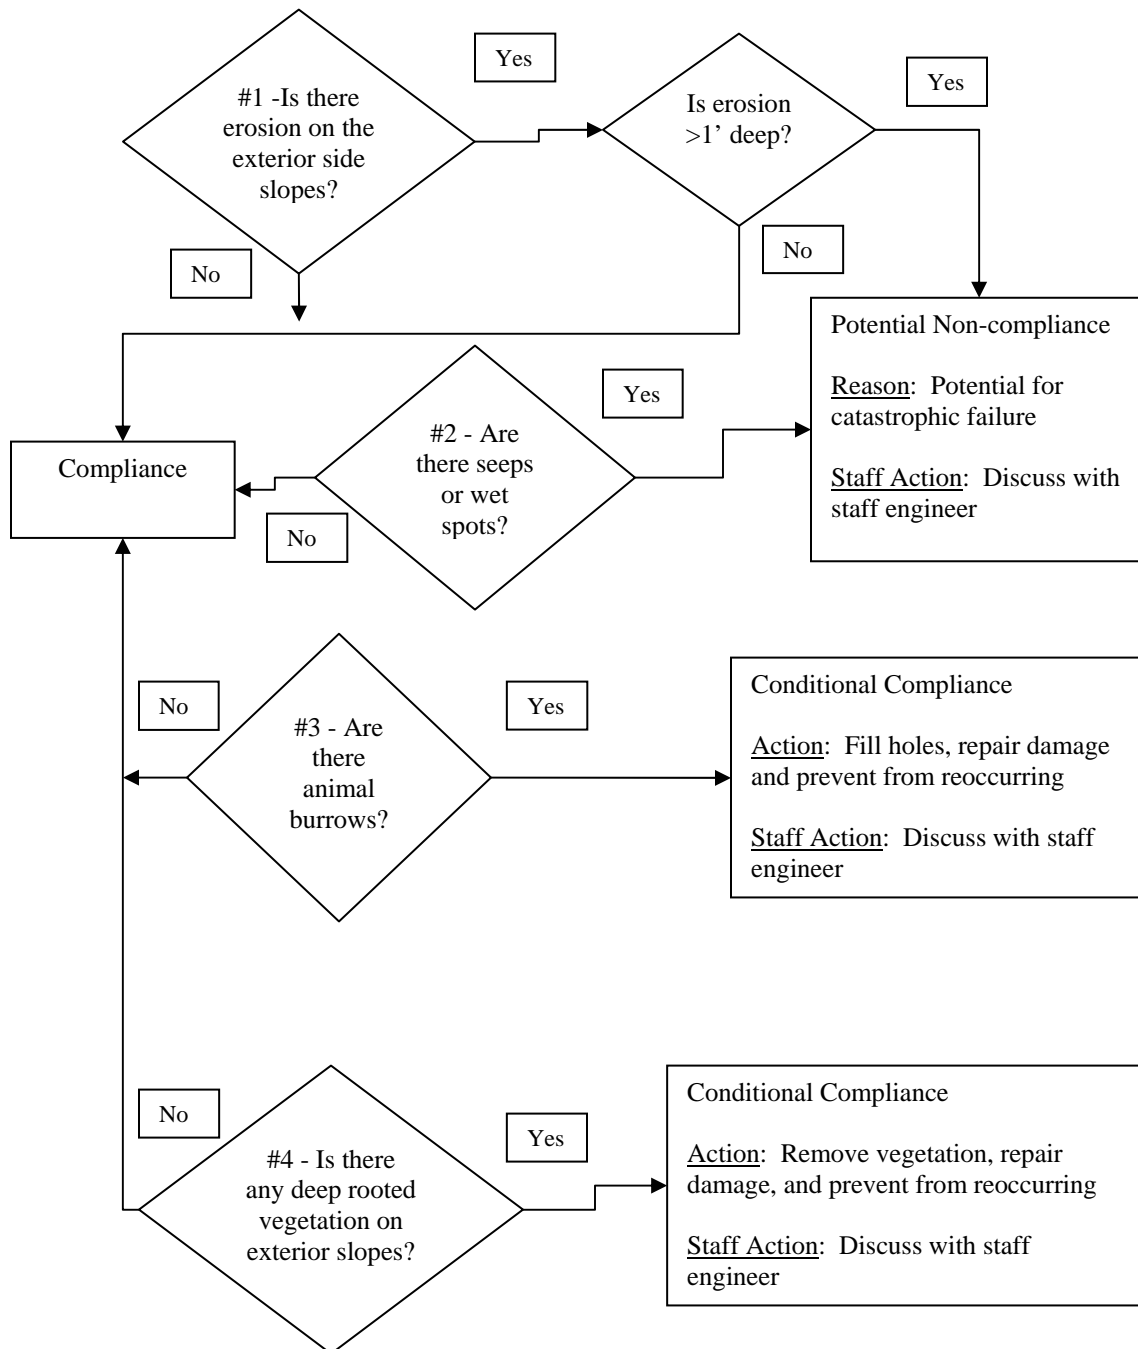 #1 -Is there
erosion on the
exterior side
slopes?
Yes
Is erosion
>1’ deep?
Yes
No
No
Potential Non-compliance
Reason:  Potential for
catastrophic failure
Staff Action:  Discuss with
staff engineer
#2 - Are
there seeps
or wet
spots?
Yes
Compliance
No
#3 - Are
there
animal
burrows?
No
Yes
Conditional Compliance
Action:  Fill holes, repair damage
and prevent from reoccurring
Staff Action:  Discuss with staff
engineer
#4 - Is there
any deep rooted
vegetation on
exterior slopes?
No
Yes
Conditional Compliance
Action:  Remove vegetation, repair
damage, and prevent from reoccurring
Staff Action:  Discuss with staff
engineer